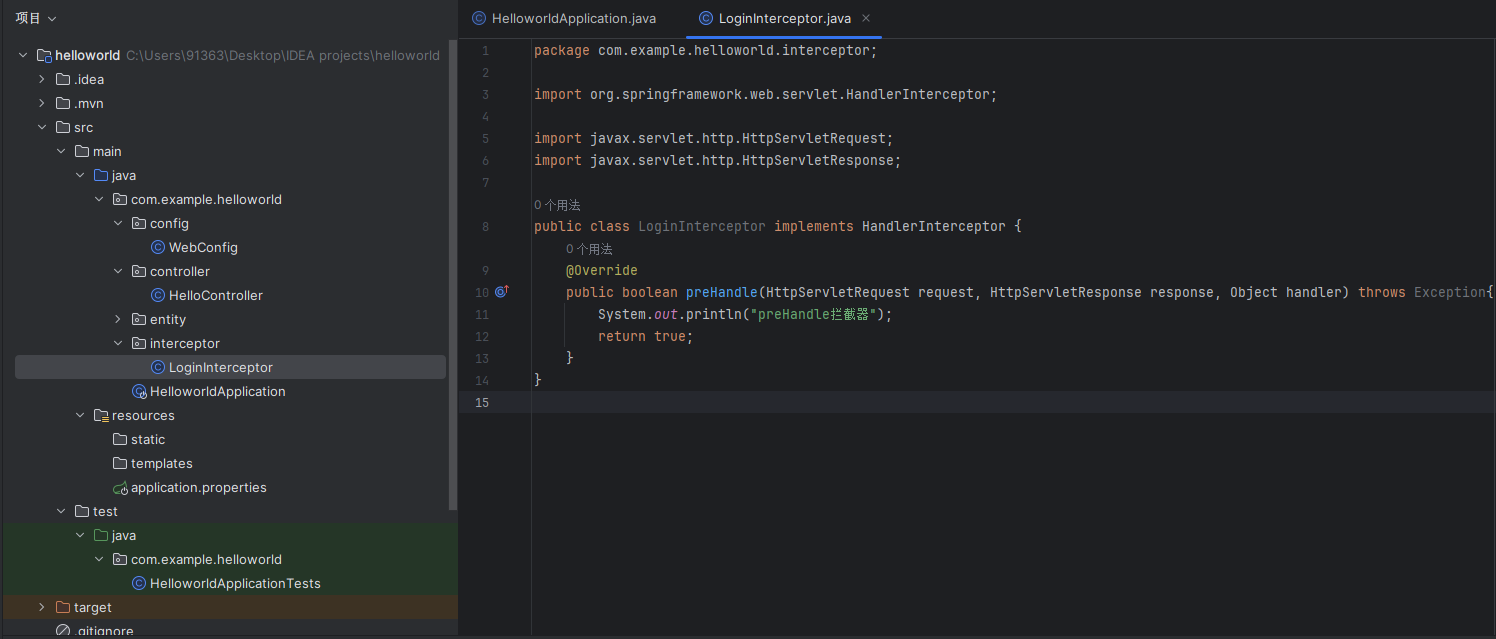 项目
helloworld C:\Users\91363\Desktop\IDEA projects\helloworld
.idea
.mvn
src
main
java
com.example.helloworld
config
WebConfig
controller
HelloController
entity
interceptor
LoginInterceptor
HelloworldApplication
resources
static
templates
application.properties
test
java
com.example.helloworld
HelloworldApplicationTests
target
.gitignore
HelloworldApplication.java LoginInterceptor.java
1 package com.example.helloworld.interceptor;
2
3 import org.springframework.web.servlet.HandlerInterceptor;
4
5 import javax.servlet.http.HttpServletRequest;
6 import javax.servlet.http.HttpServletResponse;
7
0 个用法
8 public class LoginInterceptor implements HandlerInterceptor {
0 个用法
9 @Override
10 public boolean preHandle(HttpServletRequest request, HttpServletResponse response, Object handler) throws Exception{
11 System.out.println("preHandle拦截器");
12 return true;
13 }
14 }
15